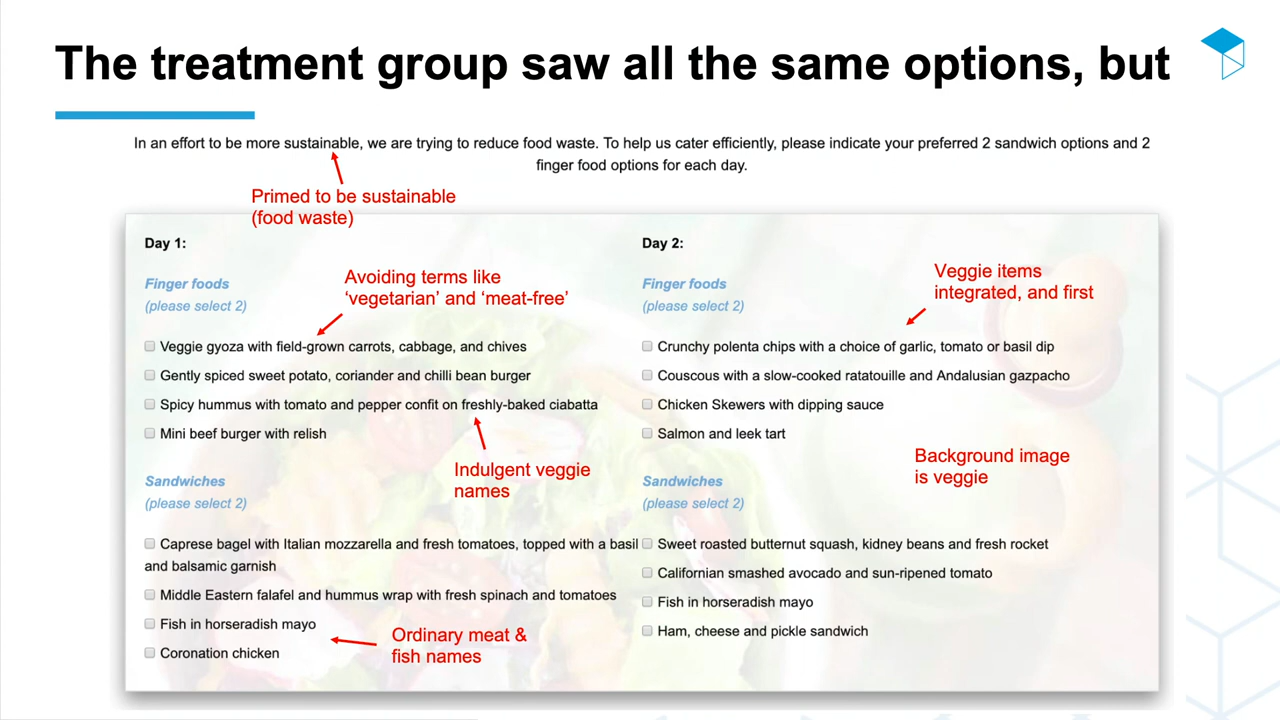 The treatment group saw all the same options, but
In an effort to be more sustainable, we are trying to reduce food waste. To help us cater efficiently, please indicate your preferred 2 sandwich options and 2
finger food options for each day.
Primed to be sustainable
(food waste)
Day 1:
Finger foods
(please select 2)
Avoiding terms like
‘vegetarian’ and ‘meat-free’
Veggie gyoza with field-grown carrots, cabbage, and chives
Gently spiced sweet potato, coriander and chilli bean burger
Spicy hummus with tomato and pepper confit on freshly-baked ciabatta
Mini beef burger with relish
Indulgent veggie
names
Sandwiches
(please select 2)
Caprese bagel with Italian mozzarella and fresh tomatoes, topped with a basil
and balsamic garnish
Middle Eastern falafel and hummus wrap with fresh spinach and tomatoes
Fish in horseradish mayo
Coronation chicken
Ordinary meat &
fish names
Day 2:
Finger foods
(please select 2)
Veggie items
integrated, and first
Crunchy polenta chips with a choice of garlic, tomato or basil dip
Couscous with a slow-cooked ratatouille and Andalusian gazpacho
Chicken Skewers with dipping sauce
Salmon and leek tart
Background image
is veggie
Sandwiches
(please select 2)
Sweet roasted butternut squash, kidney beans and fresh rocket
Californian smashed avocado and sun-ripened tomato
Fish in horseradish mayo
Ham, cheese and pickle sandwich